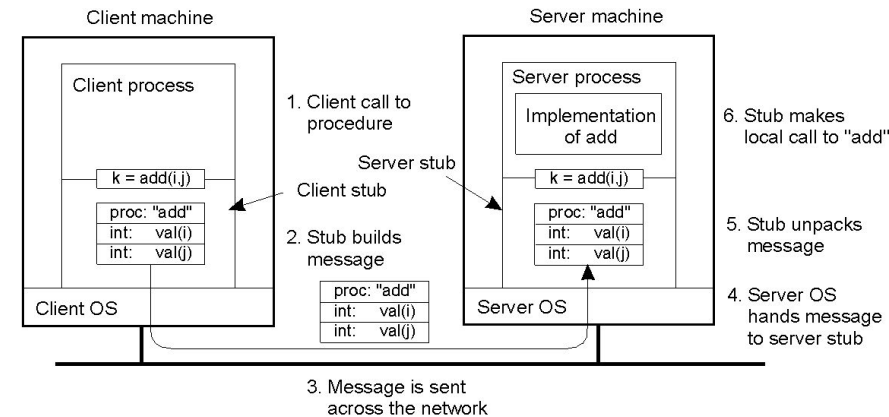 Client machine
Server machine
Client process
1. Client call to
procedure
Server process
Implementation
of add
6. Stub makes
local call to "add"
Server stub
k = add(i,j)
k = add(i,j)
Client stub
proc: "add"
int: val(i)
int: val(j)
2. Stub builds
message
proc: "add"
int: val(i)
int: val(j)
proc: "add"
int: val(i)
int: val(j)
5. Stub unpacks
message
Client OS
Server OS
4. Server OS
hands message
to server stub
3. Message is sent
across the network